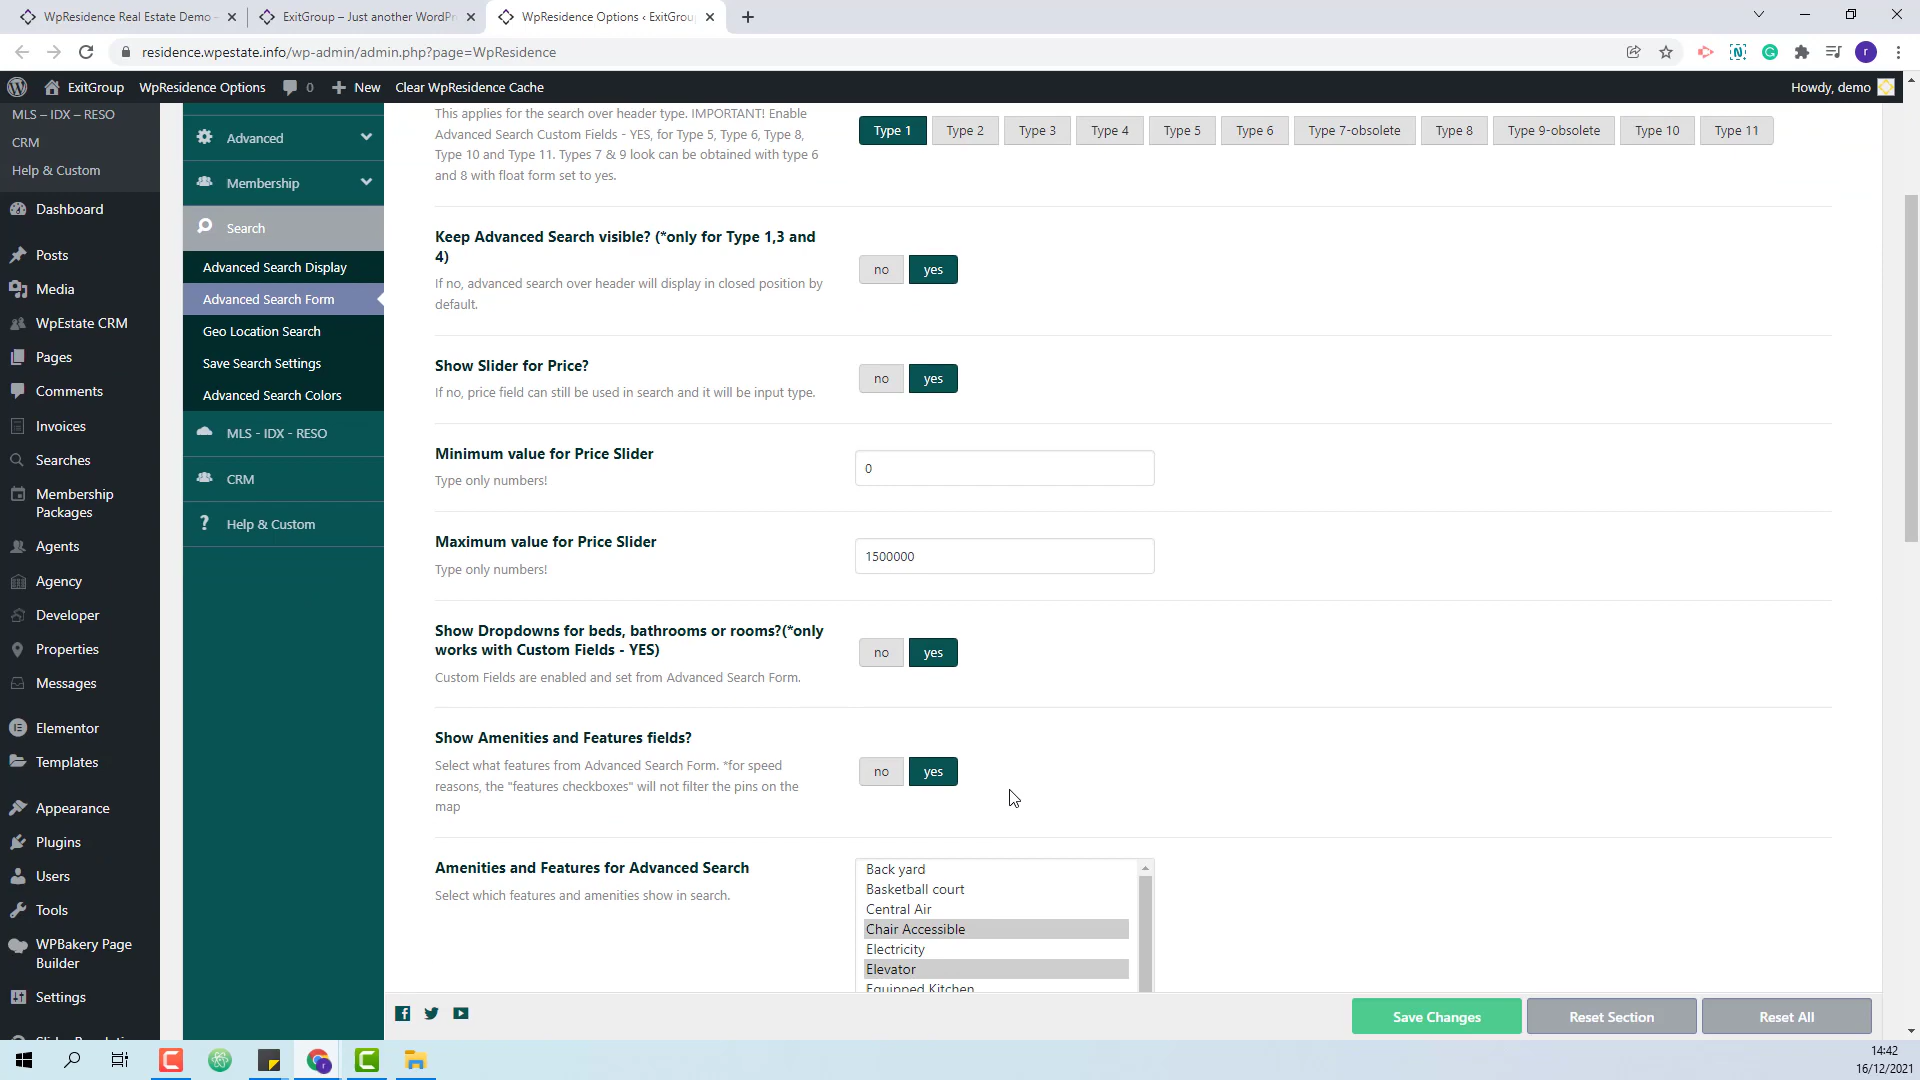 WpResidence Real Estate Demo -
ExitGroup – Just another WordPr
WpResidence Options ‹ ExitGrou
residence.wpestate.info/wp-admin/admin.php?page=WpResidence
ExitGroup
WpResidence Options
0
New
Clear WpResidence Cache
Howdy, demo
MLS – IDX – RESO
CRM
Help & Custom
Dashboard
Posts
Media
WpEstate CRM
Pages
Comments
Invoices
Searches
Membership
Packages
Agents
Agency
Developer
Properties
Messages
Elementor
Templates
Appearance
Plugins
Users
Tools
WPBakery Page
Builder
Settings
Advanced
Membership
Search
Advanced Search Display
Advanced Search Form
Geo Location Search
Save Search Settings
Advanced Search Colors
MLS - IDX - RESO
CRM
Help & Custom
This applies for the search over header type. IMPORTANT! Enable
Advanced Search Custom Fields - YES, for Type 5, Type 6, Type 8,
Type 10 and Type 11. Types 7 & 9 look can be obtained with type 6
and 8 with float form set to yes.
Type 1 Type 2 Type 3 Type 4 Type 5 Type 6 Type 7-obsolete Type 8 Type 9-obsolete Type 10 Type 11
Keep Advanced Search visible? (*only for Type 1,3 and
4)
If no, advanced search over header will display in closed position by
default.
no yes
Show Slider for Price?
If no, price field can still be used in search and it will be input type.
no yes
Minimum value for Price Slider
Type only numbers!
0
Maximum value for Price Slider
Type only numbers!
1500000
Show Dropdowns for beds, bathrooms or rooms?(*only
works with Custom Fields - YES)
Custom Fields are enabled and set from Advanced Search Form.
no yes
Show Amenities and Features fields?
Select what features from Advanced Search Form. *for speed
reasons, the "features checkboxes" will not filter the pins on the
map
no yes
Amenities and Features for Advanced Search
Select which features and amenities show in search.
Back yard
Basketball court
Central Air
Chair Accessible
Electricity
Elevator
Equipped Kitchen
Save Changes
Reset Section
Reset All
14:42
16/12/2021